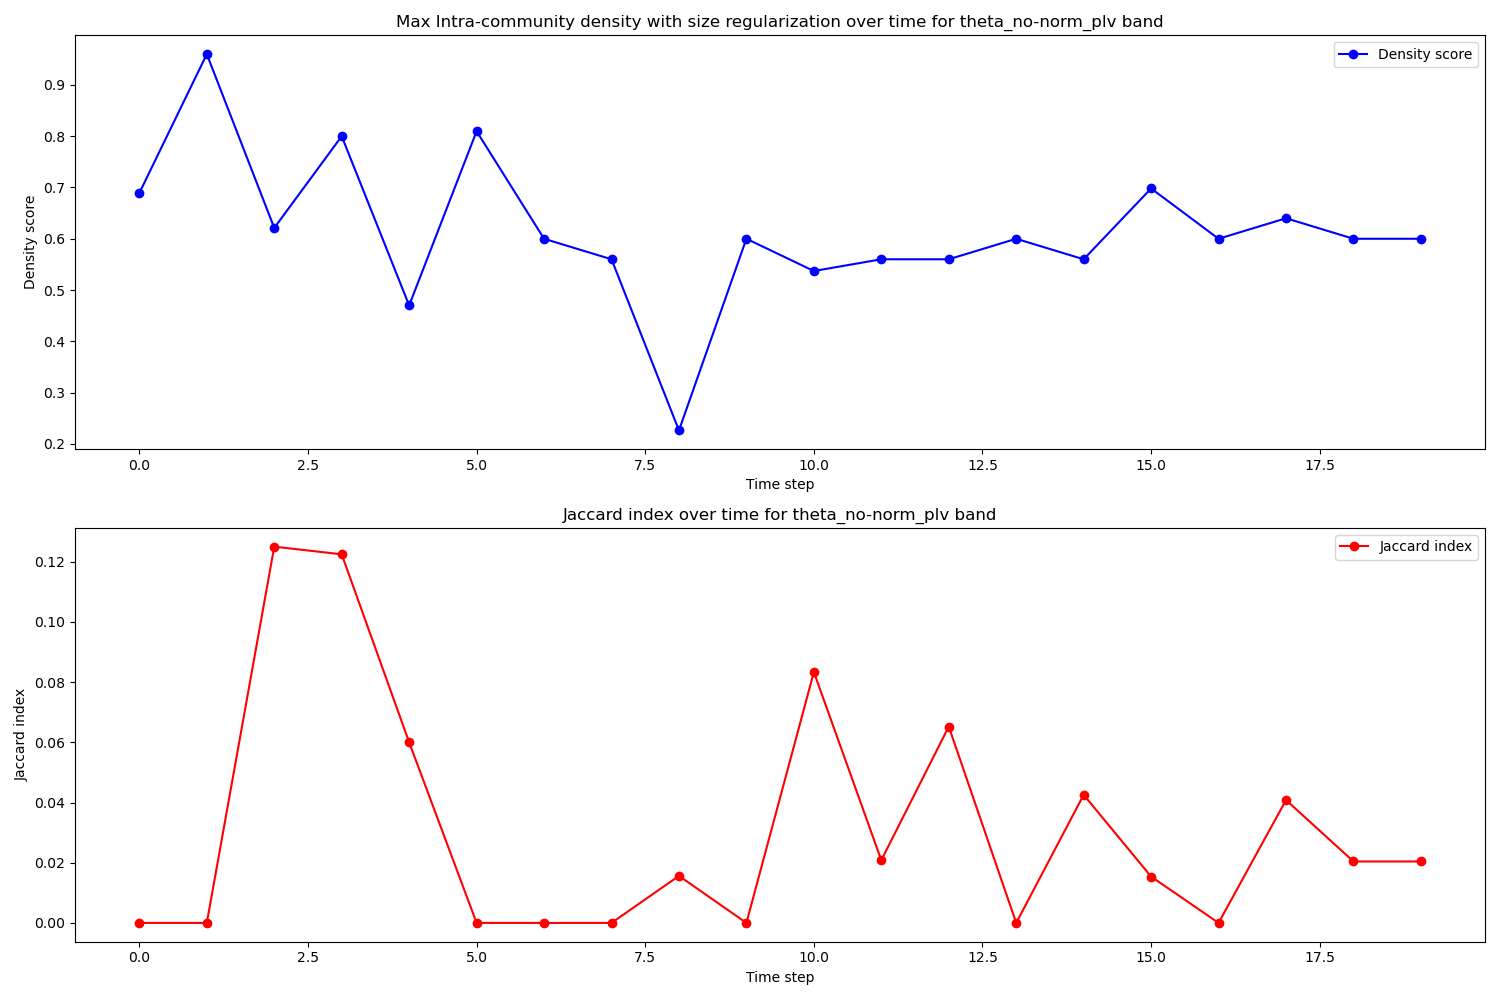 Max Intra-community density with size regularization over time for theta_no-norm_plv band
Density score
0.9
0.8
0.7
0.6
0.5
0.4
0.3
0.2
Density score
0.0 2.5 5.0 7.5 10.0 12.5 15.0 17.5
Time step
Jaccard index over time for theta_no-norm_plv band
Jaccard index
0.12
0.10
0.08
0.06
0.04
0.02
0.00
Jaccard index
0.0 2.5 5.0 7.5 10.0 12.5 15.0 17.5
Time step